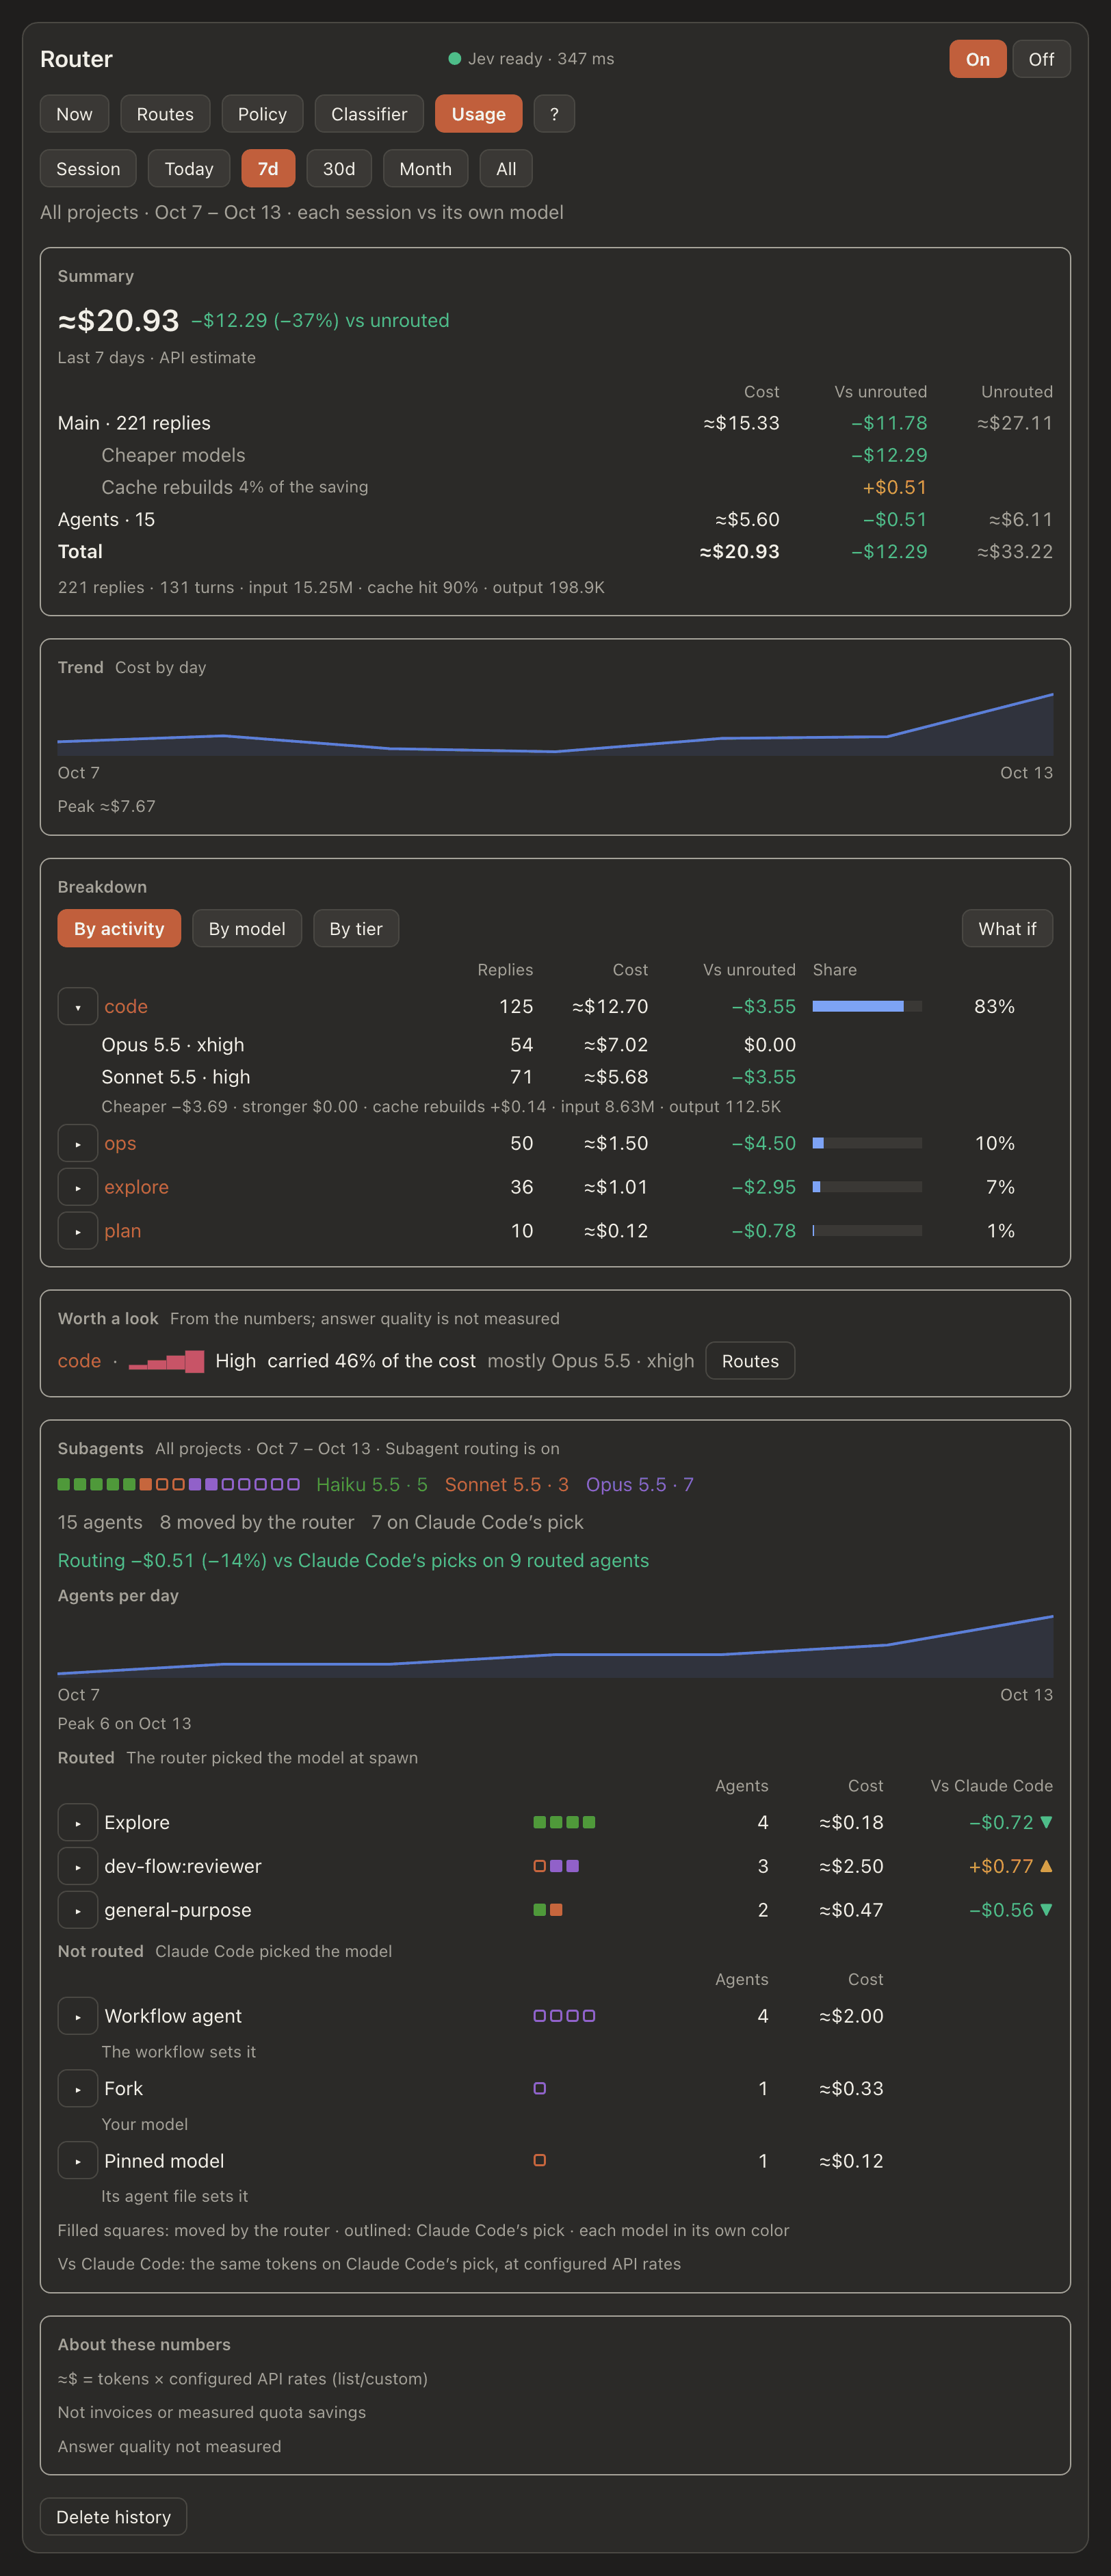 Router
Jev ready · 347 ms
On Off
Now Routes Policy Classifier Usage ?
Session Today 7d 30d Month All
All projects · Oct 7 – Oct 13 · each session vs its own model
Summary
≈$20.93 −$12.29 (−37%) vs unrouted
Last 7 days · API estimate
Cost Vs unrouted Unrouted
Main · 221 replies ≈$15.33 −$11.78 ≈$27.11
Cheaper models −$12.29
Cache rebuilds 4% of the saving +$0.51
Agents · 15 ≈$5.60 −$0.51 ≈$6.11
Total ≈$20.93 −$12.29 ≈$33.22
221 replies · 131 turns · input 15.25M · cache hit 90% · output 198.9K
Trend Cost by day
Oct 7 Oct 13
Peak ≈$7.67
Breakdown
By activity By model By tier What if
Replies Cost Vs unrouted Share
code 125 ≈$12.70 −$3.55 83%
Opus 5.5 · xhigh 54 ≈$7.02 $0.00
Sonnet 5.5 · high 71 ≈$5.68 −$3.55
Cheaper −$3.69 · stronger $0.00 · cache rebuilds +$0.14 · input 8.63M · output 112.5K
ops 50 ≈$1.50 −$4.50 10%
explore 36 ≈$1.01 −$2.95 7%
plan 10 ≈$0.12 −$0.78 1%
Worth a look From the numbers; answer quality is not measured
code · High carried 46% of the cost mostly Opus 5.5 · xhigh Routes
Subagents All projects · Oct 7 – Oct 13 · Subagent routing is on
Haiku 5.5 · 5 Sonnet 5.5 · 3 Opus 5.5 · 7
15 agents 8 moved by the router 7 on Claude Code’s pick
Routing −$0.51 (−14%) vs Claude Code’s picks on 9 routed agents
Agents per day
Oct 7 Oct 13
Peak 6 on Oct 13
Routed The router picked the model at spawn
Agents Cost Vs Claude Code
Explore 4 ≈$0.18 −$0.72 ▼
dev-flow:reviewer 3 ≈$2.50 +$0.77 ▲
general-purpose 2 ≈$0.47 −$0.56 ▼
Not routed Claude Code picked the model
Agents Cost
Workflow agent 4 ≈$2.00
The workflow sets it
Fork 1 ≈$0.33
Your model
Pinned model 1 ≈$0.12
Its agent file sets it
Filled squares: moved by the router · outlined: Claude Code’s pick · each model in its own color
Vs Claude Code: the same tokens on Claude Code’s pick, at configured API rates
About these numbers
≈$ = tokens × configured API rates (list/custom)
Not invoices or measured quota savings
Answer quality not measured
Delete history